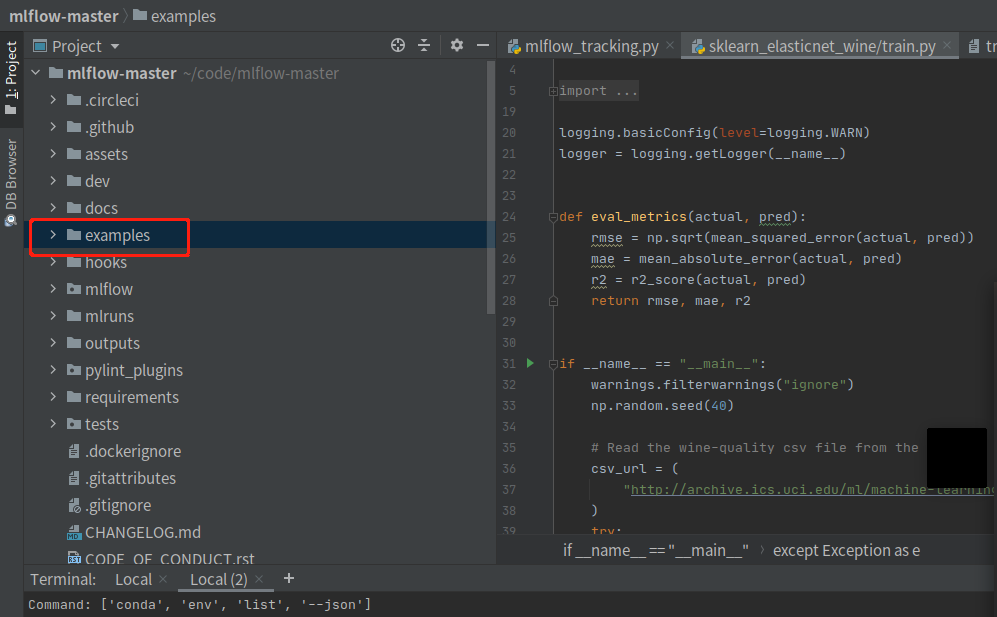 mlflow-master examples
1: Project
DB Browser
Project
mlflow-master ~/code/mlflow-master
.circleci
.github
assets
dev
docs
examples
hooks
mlflow
mlruns
outputs
pylint_plugins
requirements
tests
.dockerignore
.gitattributes
.gitignore
CHANGELOG.md
CODE_OF_CONDUCT.rst
mlflow_tracking.py sklearn_elasticnet_wine/train.py tr
4
5 import ...
19
20 logging.basicConfig(level=logging.WARN)
21 logger = logging.getLogger(__name__)
22
23
24 def eval_metrics(actual, pred):
25 rmse = np.sqrt(mean_squared_error(actual, pred))
26 mae = mean_absolute_error(actual, pred)
27 r2 = r2_score(actual, pred)
28 return rmse, mae, r2
29
30
31 if __name__ == "__main__":
32 warnings.filterwarnings("ignore")
33 np.random.seed(40)
34
35 # Read the wine-quality csv file from the
36 csv_url = (
37 "http://archive.ics.uci.edu/ml/machine-learning
38 )
39 try:
if __name__ == "__main__" › except Exception as e
Terminal: Local Local (2) +
Command: ['conda', 'env', 'list', '--json']